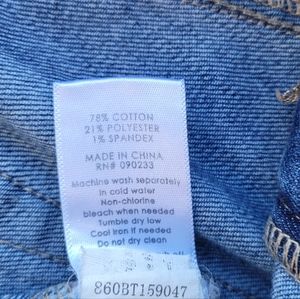 78% COTTON
21% POLYESTER
1% SPANDEX
MADE IN CHINA
RN# 090233
Machine wash separately
in cold water
Non-chlorine
bleach when needed
Tumble dry low
Cool iron if needed
Do not dry clean
860BT159047